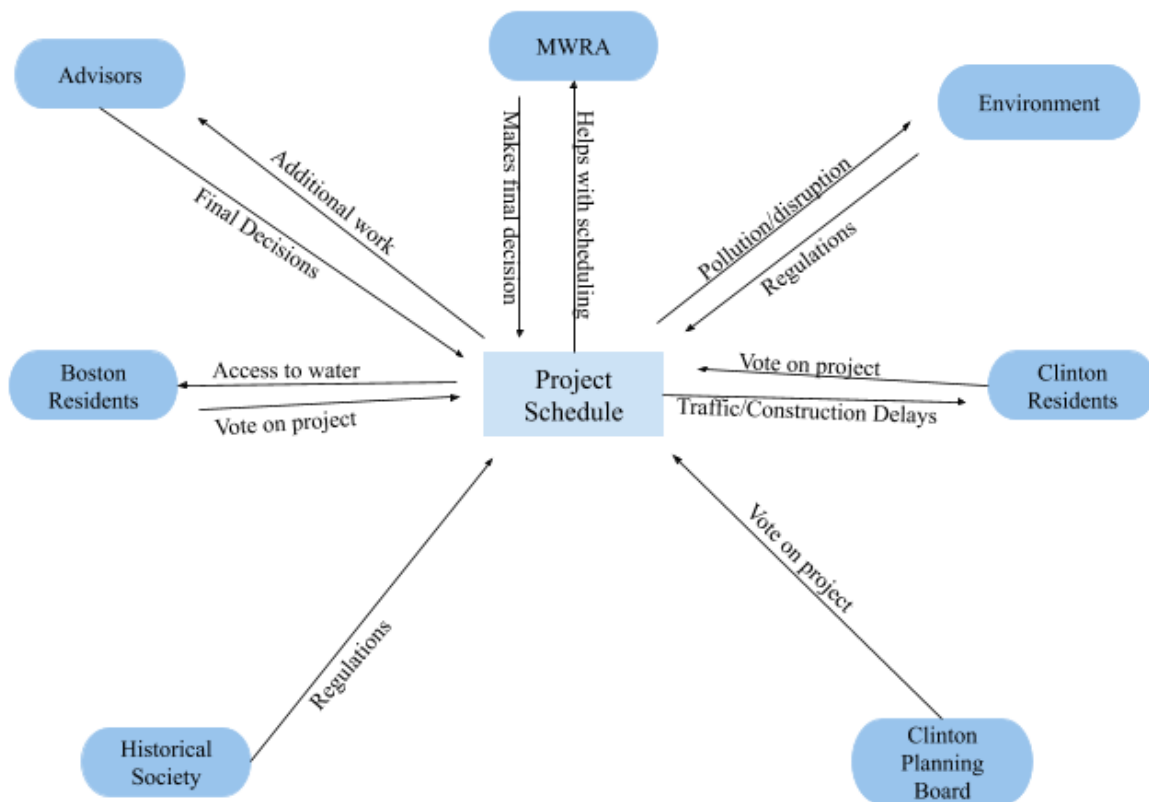 MWRA
Advisors
Environment
Additional work
Final Decisions
Makes final decision
Helps with scheduling
Pollution/disruption
Regulations
Boston
Residents
Access to water
Vote on project
Project
Schedule
Vote on project
Traffic/Construction Delays
Clinton
Residents
Regulations
Vote on project
Historical
Society
Clinton
Planning
Board